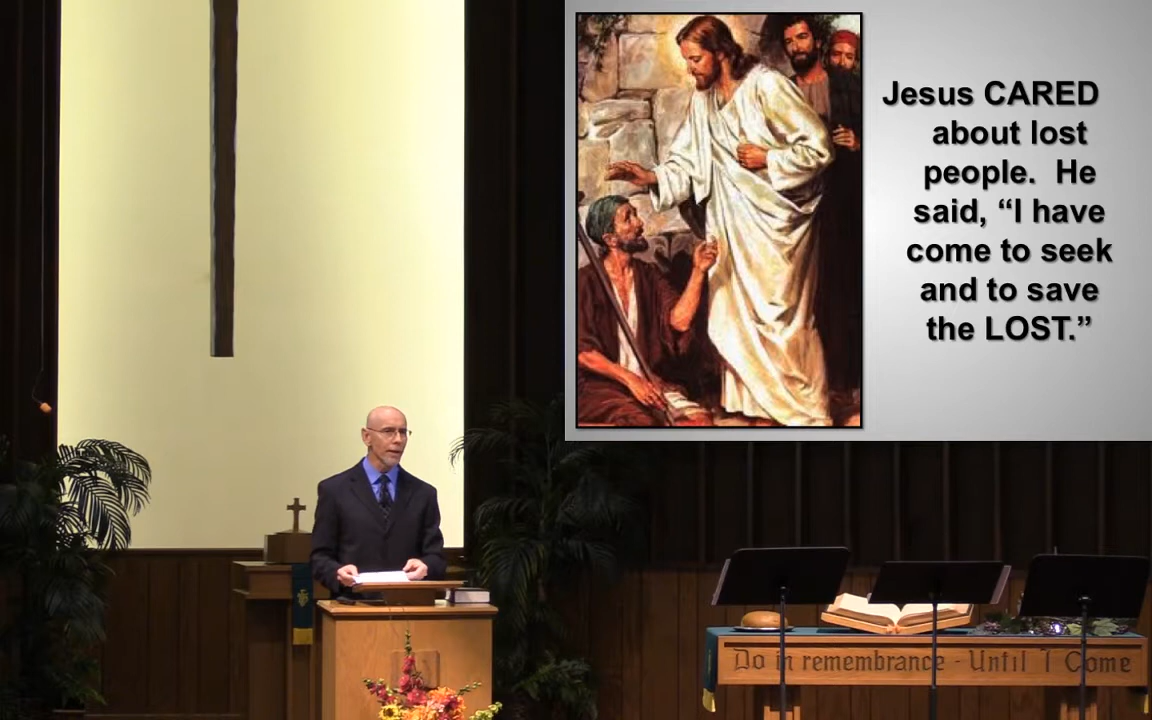 Jesus CARED
about lost
people. He
said, “I have
come to seek
and to save
the LOST.”
Do in remembrance - Until I Come